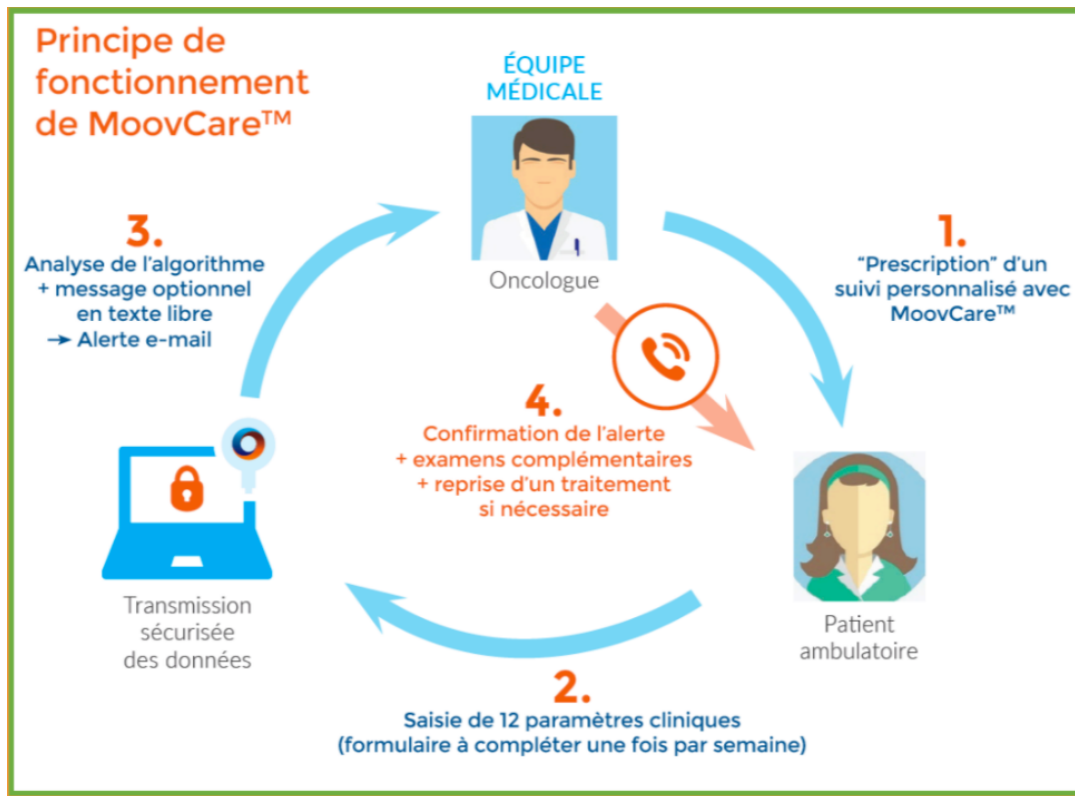 Principe de
fonctionnement
de MoovCare™
ÉQUIPE
MÉDICALE
Oncologue
1.
“Prescription” d’un
suivi personnalisé avec
MoovCare™
Patient
ambulatoire
2.
Saisie de 12 paramètres cliniques
(formulaire à compléter une fois par semaine)
Transmission
sécurisée
des données
3.
Analyse de l’algorithme
+ message optionnel
en texte libre
→ Alerte e-mail
4.
Confirmation de l’alerte
+ examens complémentaires
+ reprise d’un traitement
si nécessaire